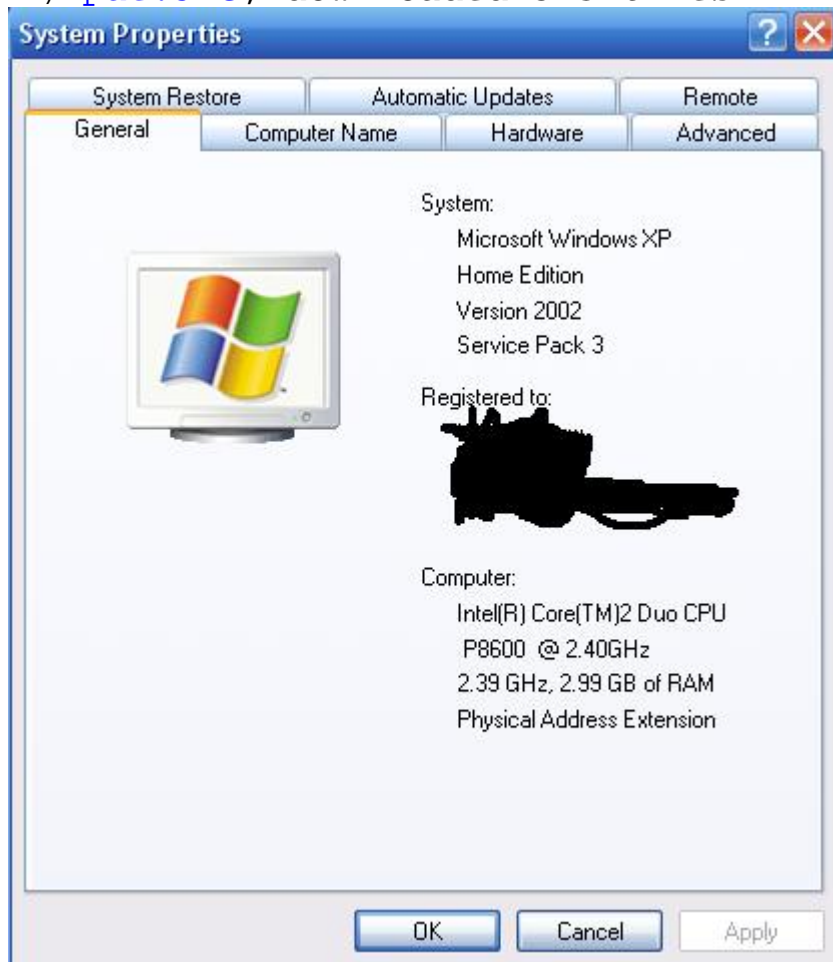 System Properties
System Restore
Automatic Updates
Remote
General
Computer Name
Hardware
Advanced
System:
Microsoft Windows XP
Home Edition
Version 2002
Service Pack 3
Registered to:
Computer:
Intel(R) Core(TM)2 Duo CPU
P8600 @ 2.40GHz
2.39 GHz, 2.99 GB of RAM
Physical Address Extension
OK
Cancel
Apply